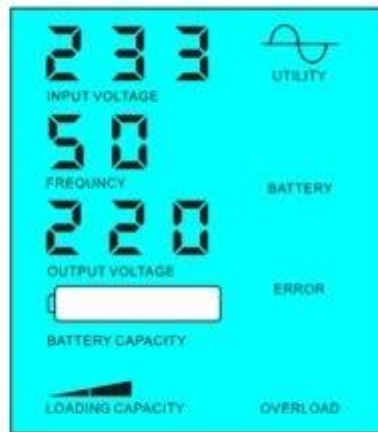 233
INPUT VOLTAGE
UTILITY
50
FREQUNCY
BATTERY
220
OUTPUT VOLTAGE
ERROR
BATTERY CAPACITY
LOADING CAPACITY
OVERLOAD